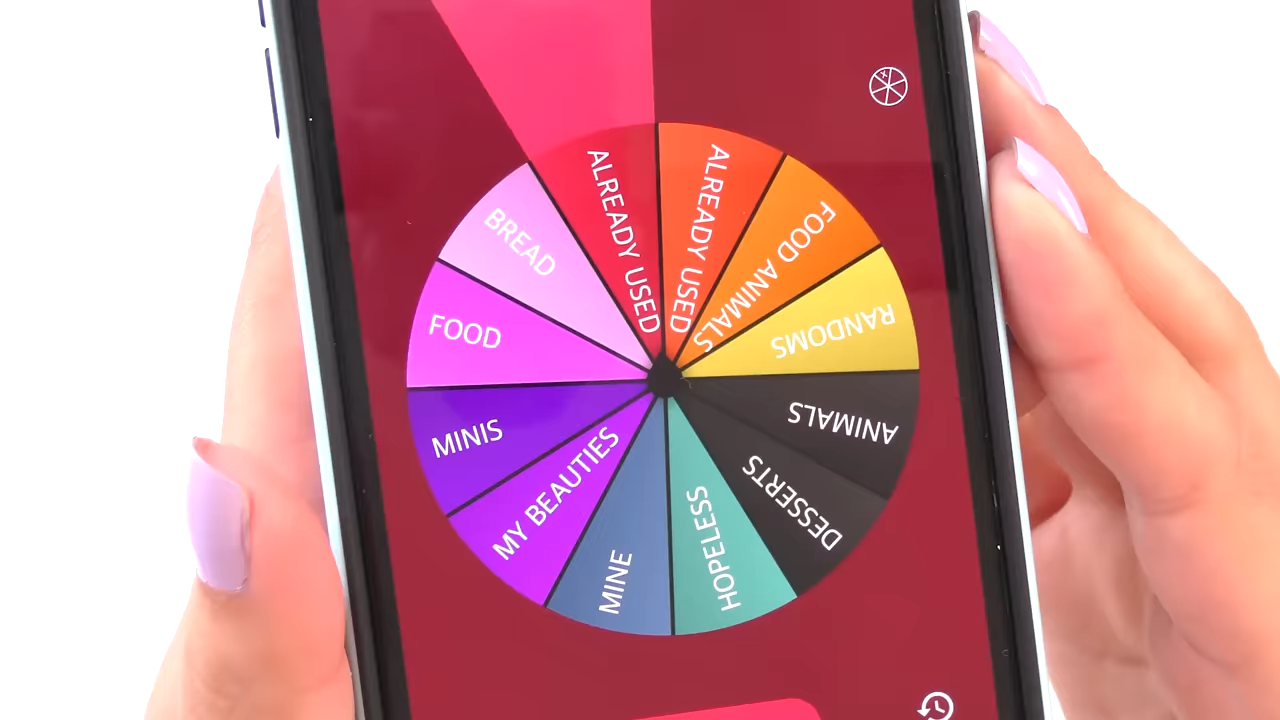 ALREADY USED
ALREADY USED
FOOD ANIMALS
RANDOMS
ANIMALS
DESSERTS
HOPELESS
MINE
MY BEAUTIES
MINIS
FOOD
BREAD